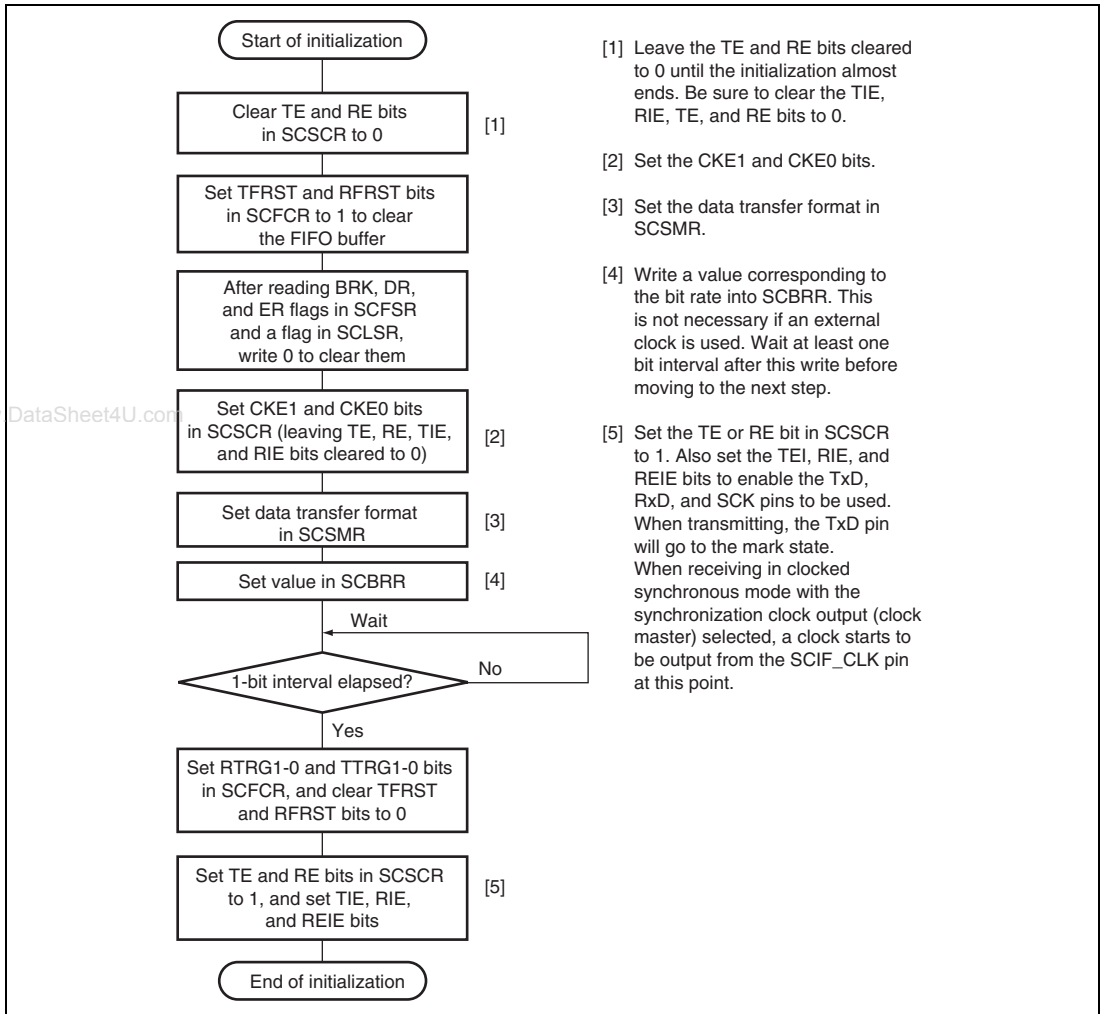 Start of initialization
Clear TE and RE bits
in SCSCR to 0
[1]
Set TFRST and RFRST bits
in SCFCR to 1 to clear
the FIFO buffer
After reading BRK, DR,
and ER flags in SCFSR
and a flag in SCLSR,
write 0 to clear them
.DataSheet4U.com
Set CKE1 and CKE0 bits
in SCSCR (leaving TE, RE, TIE,
and RIE bits cleared to 0)
[2]
Set data transfer format
in SCSMR
[3]
Set value in SCBRR
[4]
Wait
1-bit interval elapsed?
No
Yes
Set RTRG1-0 and TTRG1-0 bits
in SCFCR, and clear TFRST
and RFRST bits to 0
Set TE and RE bits in SCSCR
to 1, and set TIE, RIE,
and REIE bits
[5]
End of initialization
[1] Leave the TE and RE bits cleared
to 0 until the initialization almost
ends. Be sure to clear the TIE,
RIE, TE, and RE bits to 0.
[2] Set the CKE1 and CKE0 bits.
[3] Set the data transfer format in
SCSMR.
[4] Write a value corresponding to
the bit rate into SCBRR. This
is not necessary if an external
clock is used. Wait at least one
bit interval after this write before
moving to the next step.
[5] Set the TE or RE bit in SCSCR
to 1. Also set the TEI, RIE, and
REIE bits to enable the TxD,
RxD, and SCK pins to be used.
When transmitting, the TxD pin
will go to the mark state.
When receiving in clocked
synchronous mode with the
synchronization clock output (clock
master) selected, a clock starts to
be output from the SCIF_CLK pin
at this point.